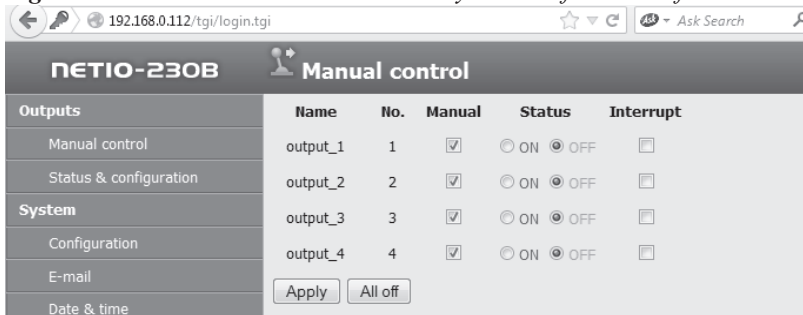 192.168.0.112/tgi/login.tgi
Ask Search
NETIO-230B
Manual control
Outputs
Manual control
Status & configuration
System
Configuration
E-mail
Date & time
Name No. Manual Status Interrupt
output_1 1 ON OFF
output_2 2 ON OFF
output_3 3 ON OFF
output_4 4 ON OFF
Apply All off